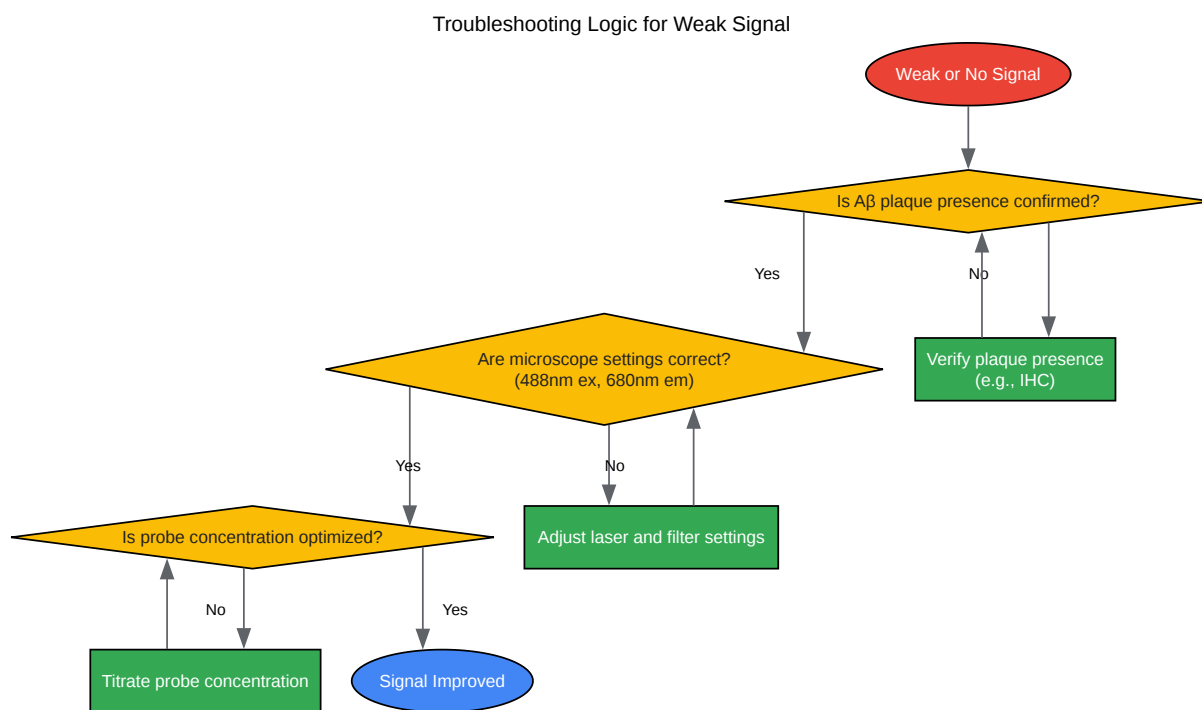 Troubleshooting Logic for Weak Signal
Weak or No Signal
Is Aβ plaque presence confirmed?
Yes
No
Are microscope settings correct?
(488nm ex, 680nm em)
Verify plaque presence
(e.g., IHC)
Yes
No
Is probe concentration optimized?
Adjust laser and filter settings
No
Yes
Titrate probe concentration
Signal Improved